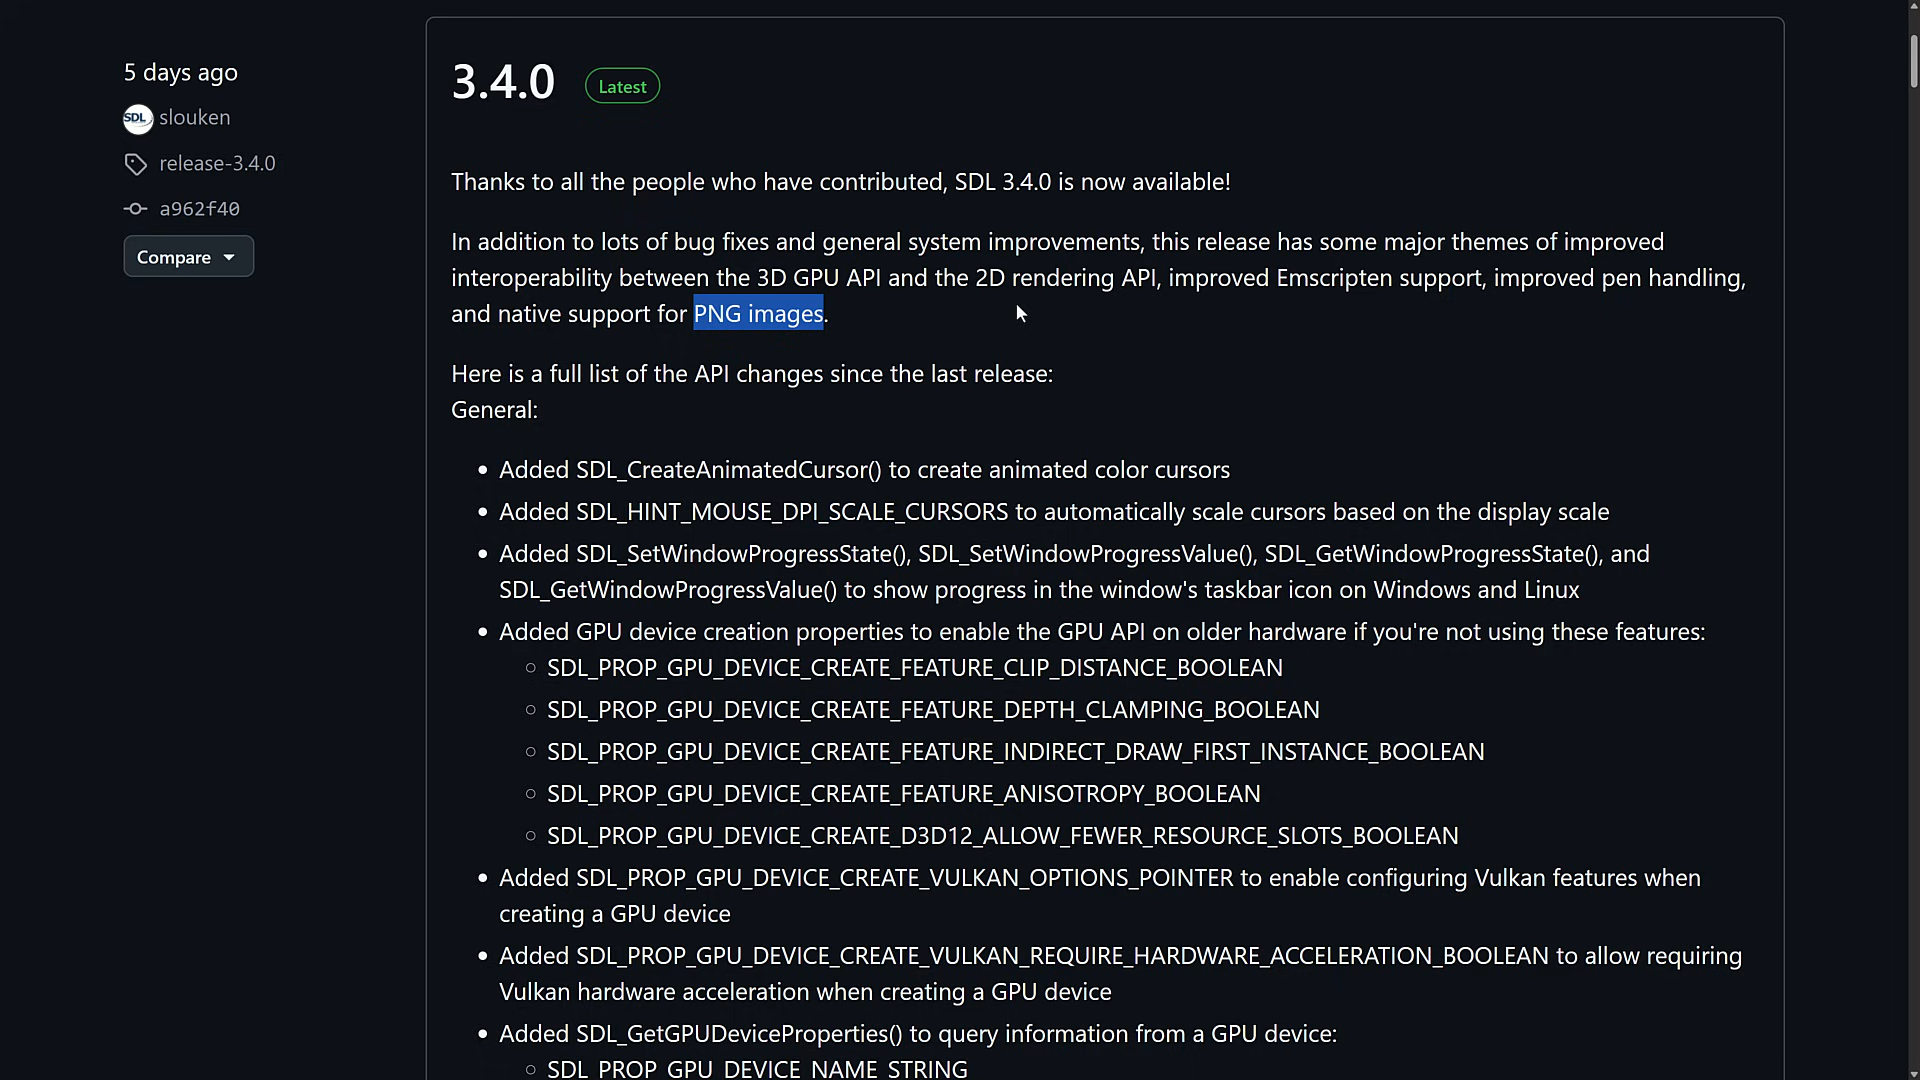 5 days ago
SDL slouken
release-3.4.0
a962f40
Compare
3.4.0 Latest
Thanks to all the people who have contributed, SDL 3.4.0 is now available!
In addition to lots of bug fixes and general system improvements, this release has some major themes of improved
interoperability between the 3D GPU API and the 2D rendering API, improved Emscripten support, improved pen handling,
and native support for PNG images.
Here is a full list of the API changes since the last release:
General:
Added SDL_CreateAnimatedCursor() to create animated color cursors
Added SDL_HINT_MOUSE_DPI_SCALE_CURSORS to automatically scale cursors based on the display scale
Added SDL_SetWindowProgressState(), SDL_SetWindowProgressValue(), SDL_GetWindowProgressState(), and
SDL_GetWindowProgressValue() to show progress in the window's taskbar icon on Windows and Linux
Added GPU device creation properties to enable the GPU API on older hardware if you're not using these features:
SDL_PROP_GPU_DEVICE_CREATE_FEATURE_CLIP_DISTANCE_BOOLEAN
SDL_PROP_GPU_DEVICE_CREATE_FEATURE_DEPTH_CLAMPING_BOOLEAN
SDL_PROP_GPU_DEVICE_CREATE_FEATURE_INDIRECT_DRAW_FIRST_INSTANCE_BOOLEAN
SDL_PROP_GPU_DEVICE_CREATE_FEATURE_ANISOTROPY_BOOLEAN
SDL_PROP_GPU_DEVICE_CREATE_D3D12_ALLOW_FEWER_RESOURCE_SLOTS_BOOLEAN
Added SDL_PROP_GPU_DEVICE_CREATE_VULKAN_OPTIONS_POINTER to enable configuring Vulkan features when
creating a GPU device
Added SDL_PROP_GPU_DEVICE_CREATE_VULKAN_REQUIRE_HARDWARE_ACCELERATION_BOOLEAN to allow requiring
Vulkan hardware acceleration when creating a GPU device
Added SDL_GetGPUDeviceProperties() to query information from a GPU device:
SDL_PROP_GPU_DEVICE_NAME_STRING